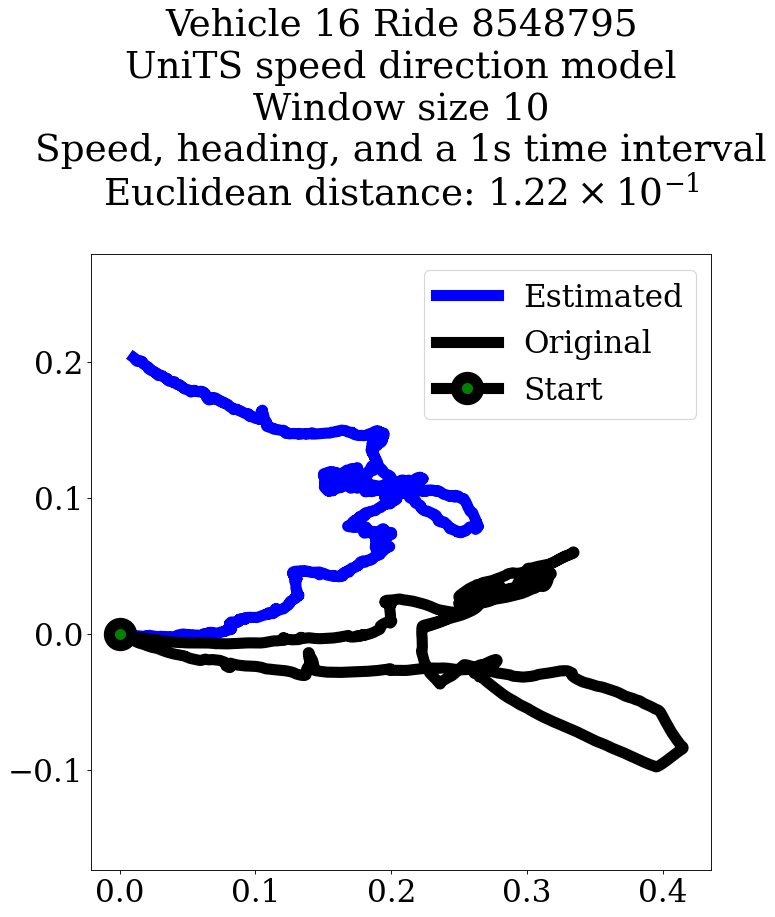 Vehicle 16 Ride 8548795
UniTS speed direction model
Window size 10
Speed, heading, and a 1s time interval
Euclidean distance: 1.22 × 10⁻¹
Estimated
Original
Start
0.2
0.1
0.0
−0.1
0.0 0.1 0.2 0.3 0.4